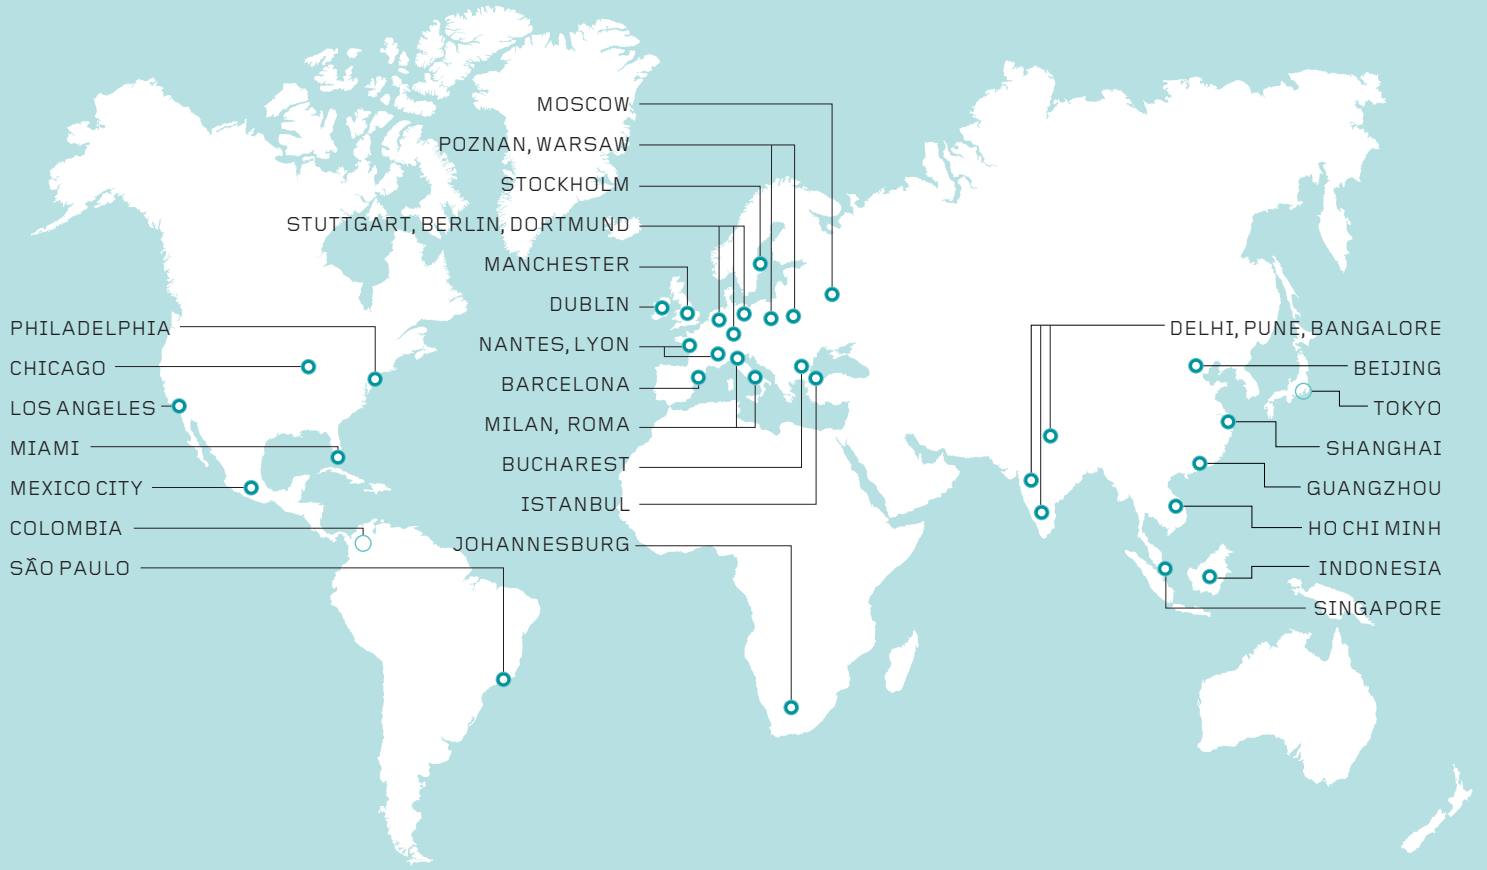 MOSCOW
POZNAN, WARSAW
STOCKHOLM
STUTTGART, BERLIN, DORTMUND
MANCHESTER
DUBLIN
NANTES, LYON
BARCELONA
MILAN, ROMA
BUCHAREST
ISTANBUL
JOHANNESBURG
PHILADELPHIA
CHICAGO
LOS ANGELES
MIAMI
MEXICO CITY
COLOMBIA
SÃO PAULO
DELHI, PUNE, BANGALORE
BEIJING
TOKYO
SHANGHAI
GUANGZHOU
HO CHI MINH
INDONESIA
SINGAPORE